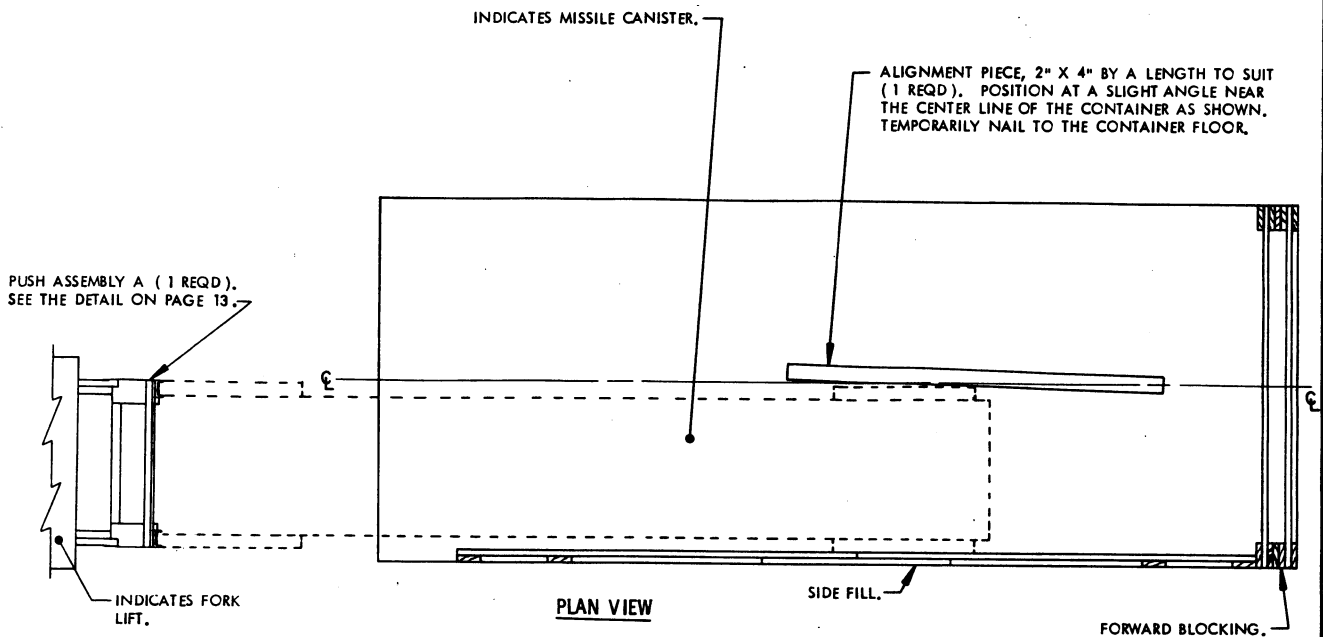 INDICATES MISSILE CANISTER.
ALIGNMENT PIECE, 2" X 4" BY A LENGTH TO SUIT
( 1 REQD). POSITION AT A SLIGHT ANGLE NEAR
THE CENTER LINE OF THE CONTAINER AS SHOWN.
TEMPORARILY NAIL TO THE CONTAINER FLOOR.
PUSH ASSEMBLY A ( 1 REQD).
SEE THE DETAIL ON PAGE 13.
℄
℄
INDICATES FORK
LIFT.
PLAN VIEW
SIDE FILL.
FORWARD BLOCKING.